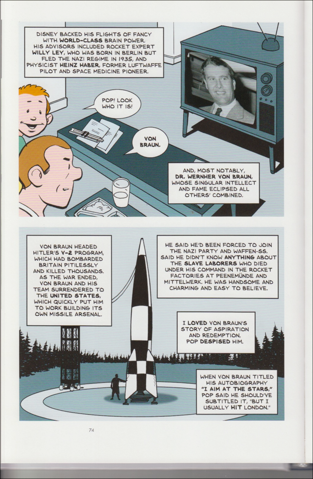 DISNEY BACKED HIS FLIGHTS OF FANCY
WITH WORLD-CLASS BRAIN POWER.
HIS ADVISORS INCLUDED ROCKET EXPERT
WILLY LEY, WHO WAS BORN IN BERLIN BUT
FLED THE NAZI REGIME IN 1935, AND
PHYSICIST HEINZ HABER, FORMER LUFTWAFFE
PILOT AND SPACE MEDICINE PIONEER.
POP! LOOK
WHO IT IS!
VON
BRAUN.
AND, MOST NOTABLY,
DR. WERNHER VON BRAUN,
WHOSE SINGULAR INTELLECT
AND FAME ECLIPSED ALL
OTHERS' COMBINED.
VON BRAUN HEADED
HITLER'S V-2 PROGRAM,
WHICH HAD BOMBARDED
BRITAIN PITILESSLY
AND KILLED THOUSANDS.
AS THE WAR ENDED,
VON BRAUN AND HIS
TEAM SURRENDERED TO
THE UNITED STATES,
WHICH QUICKLY PUT HIM
TO WORK BUILDING ITS
OWN MISSILE ARSENAL.
HE SAID HE'D BEEN FORCED TO JOIN
THE NAZI PARTY AND WAFFEN-SS,
SAID HE DIDN'T KNOW ANYTHING ABOUT
THE SLAVE LABORERS WHO DIED
UNDER HIS COMMAND IN THE ROCKET
FACTORIES AT PEENEMÜNDE AND
MITTELWERK. HE WAS HANDSOME AND
CHARMING AND EASY TO BELIEVE.
I LOVED VON BRAUN'S
STORY OF ASPIRATION
AND REDEMPTION.
POP DESPISED HIM.
WHEN VON BRAUN TITLED
HIS AUTOBIOGRAPHY
"I AIM AT THE STARS,"
POP SAID HE SHOULD'VE
SUBTITLED IT, "BUT I
USUALLY HIT LONDON."